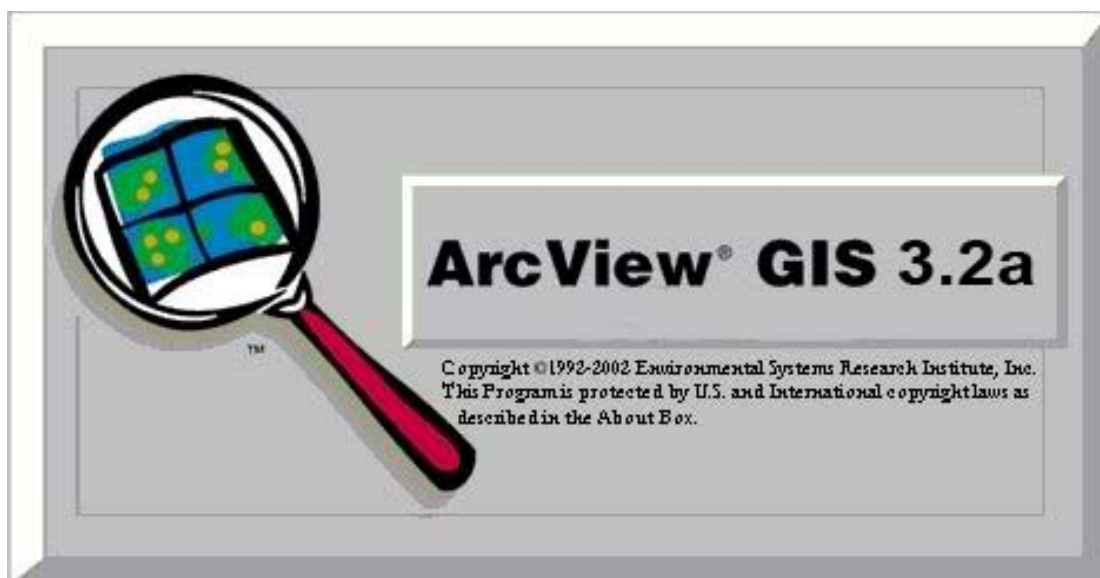 ArcView® GIS 3.2a
TM
Copyright ©1992-2002 Environmental Systems Research Institute, Inc.
This Program is protected by U.S. and International copyright laws as
described in the About Box.